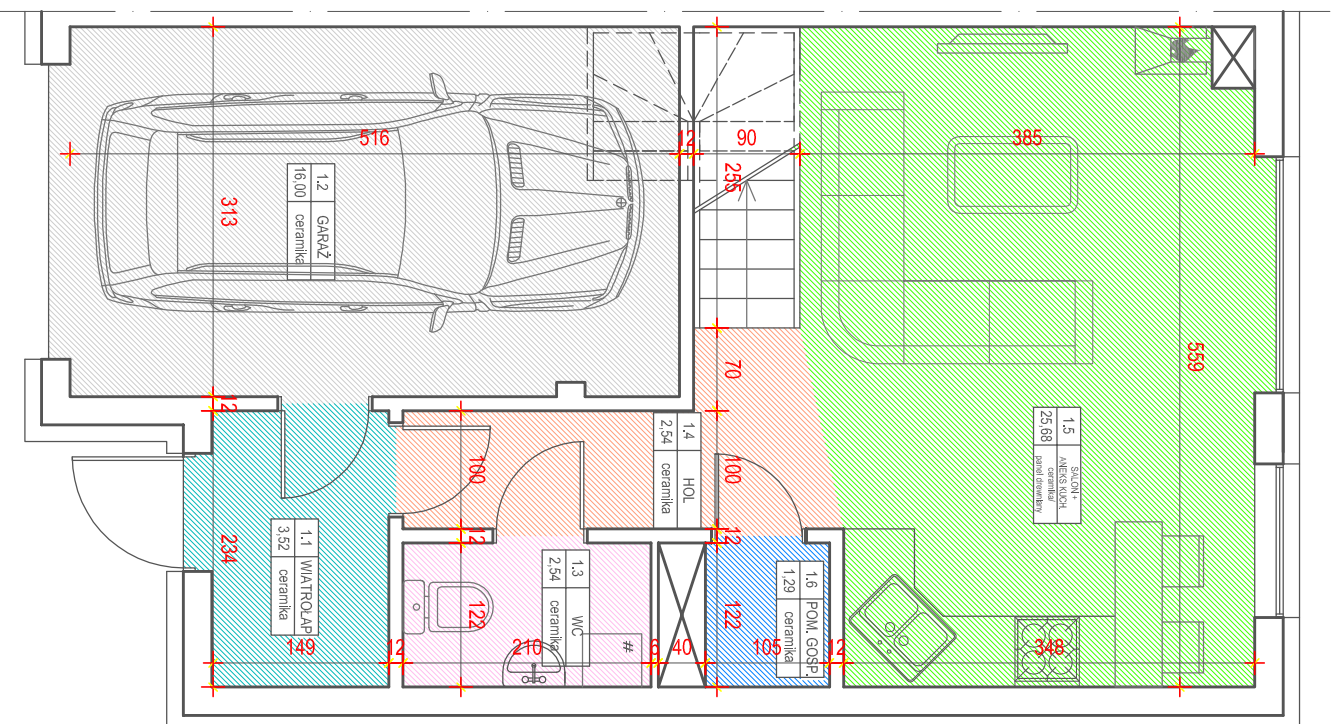 516
12
90
385
313
255
1.2 GARAŻ
16,00 ceramika
559
70
12
1.4 HOL
2,54 ceramika
1.5 SALON + ANEKS KUCH.
25,68 ceramika/ panel drewniany
100
100
234
12
12
1.1 WIATROŁAP
3,52 ceramika
1.3 WC
2,54 ceramika
1.6 POM. GOSP.
1,29 ceramika
122
122
#
149
12
210
6
40
105
12
348